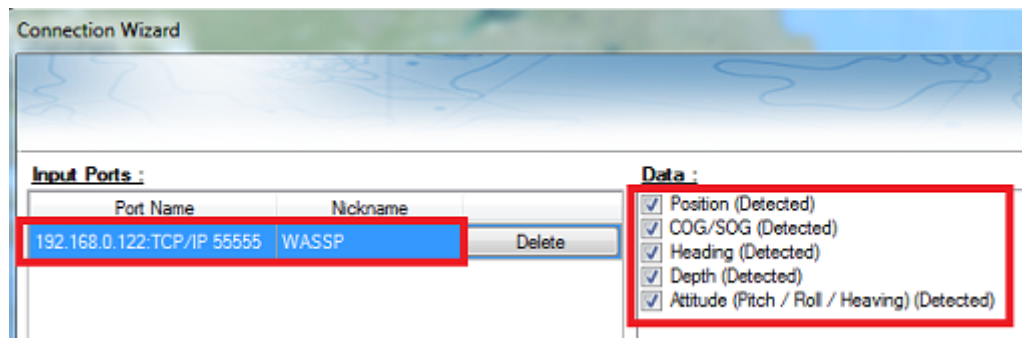 Connection Wizard
Input Ports :
Port Name Nickname
192.168.0.122:TCP/IP 55555 WASSP Delete
Data :
Position (Detected)
COG/SOG (Detected)
Heading (Detected)
Depth (Detected)
Attitude (Pitch / Roll / Heaving) (Detected)